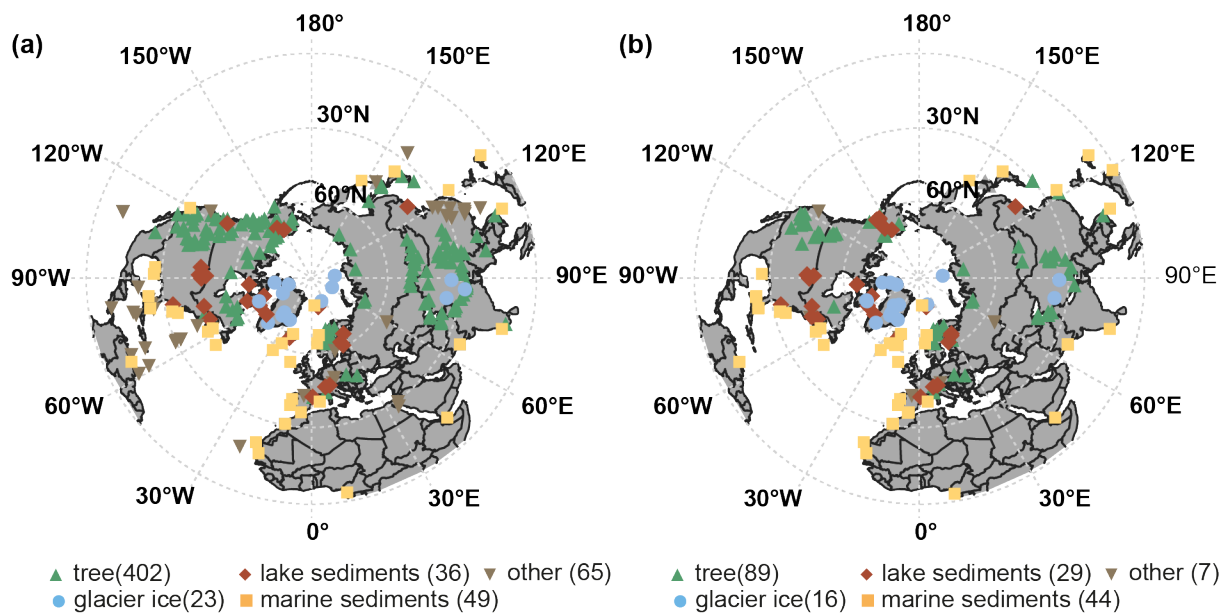 (a)
180°
150°W
150°E
30°N
120°W
120°E
60°N
90°W
90°E
60°W
60°E
30°W
30°E
0°
tree(402)
lake sediments (36)
other (65)
glacier ice(23)
marine sediments (49)
(b)
180°
150°W
150°E
30°N
120°W
120°E
60°N
90°W
90°E
60°W
60°E
30°W
30°E
0°
tree(89)
lake sediments (29)
other (7)
glacier ice(16)
marine sediments (44)